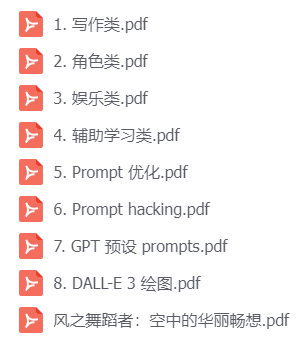 1. 写作类.pdf
2. 角色类.pdf
3. 娱乐类.pdf
4. 辅助学习类.pdf
5. Prompt 优化.pdf
6. Prompt hacking.pdf
7. GPT 预设 prompts.pdf
8. DALL-E 3 绘图.pdf
风之舞蹈者：空中的华丽畅想.pdf